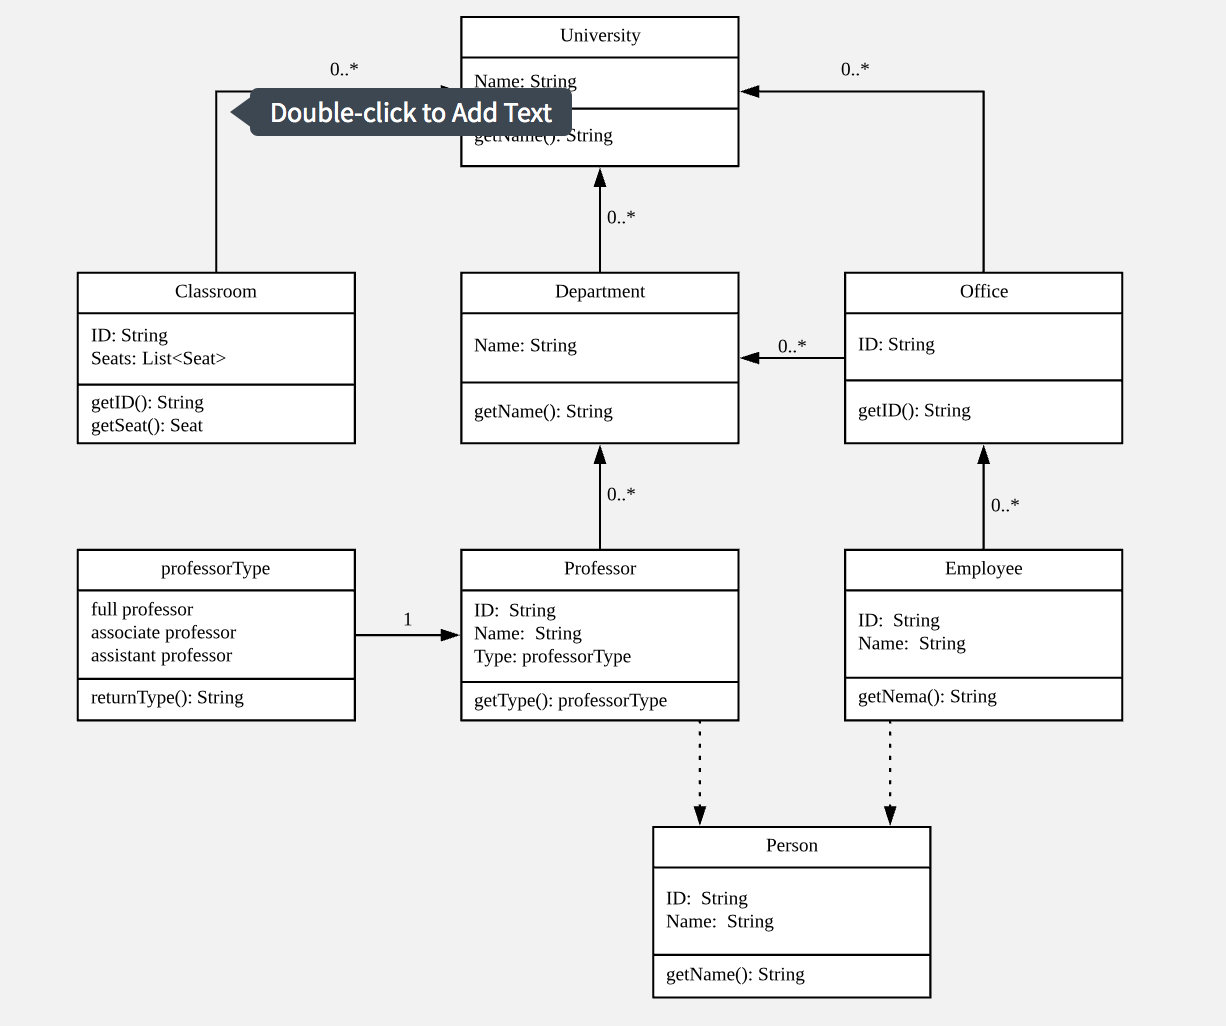 University
0..*
0..*
Name: String
Double-click to Add Text
getName(): String
0..*
Classroom
Department
Office
ID: String
Seats: List<Seat>
Name: String
0..*
ID: String
getID(): String
getSeat(): Seat
getName(): String
getID(): String
0..*
0..*
professorType
Professor
Employee
full professor
associate professor
assistant professor
1
ID: String
Name: String
Type: professorType
ID: String
Name: String
returnType(): String
getType(): professorType
getNema(): String
Person
ID: String
Name: String
getName(): String